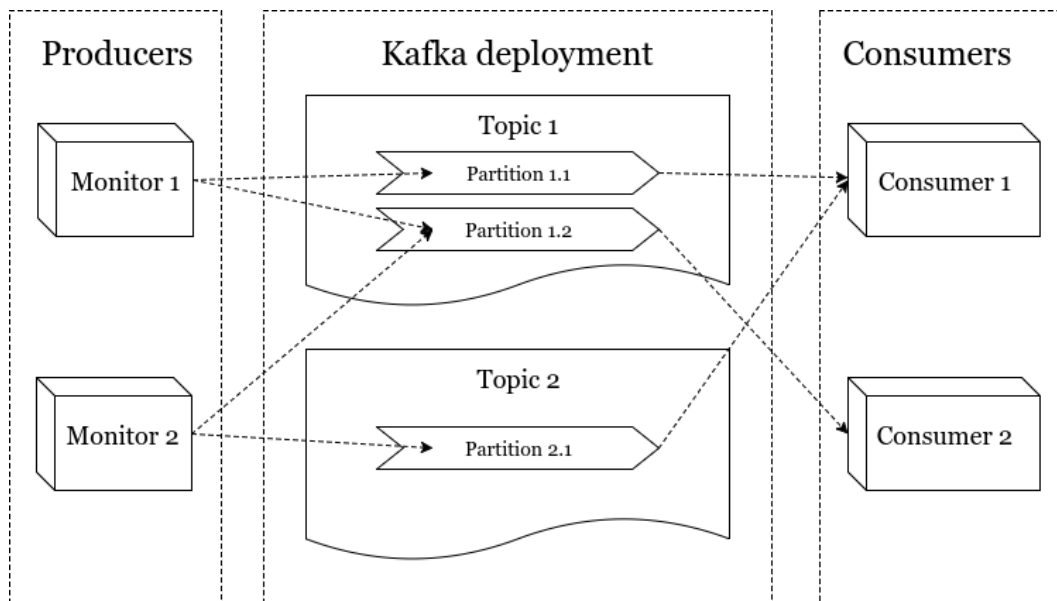 Producers
Kafka deployment
Consumers
Topic 1
Monitor 1
Partition 1.1
Consumer 1
Partition 1.2
Topic 2
Monitor 2
Partition 2.1
Consumer 2